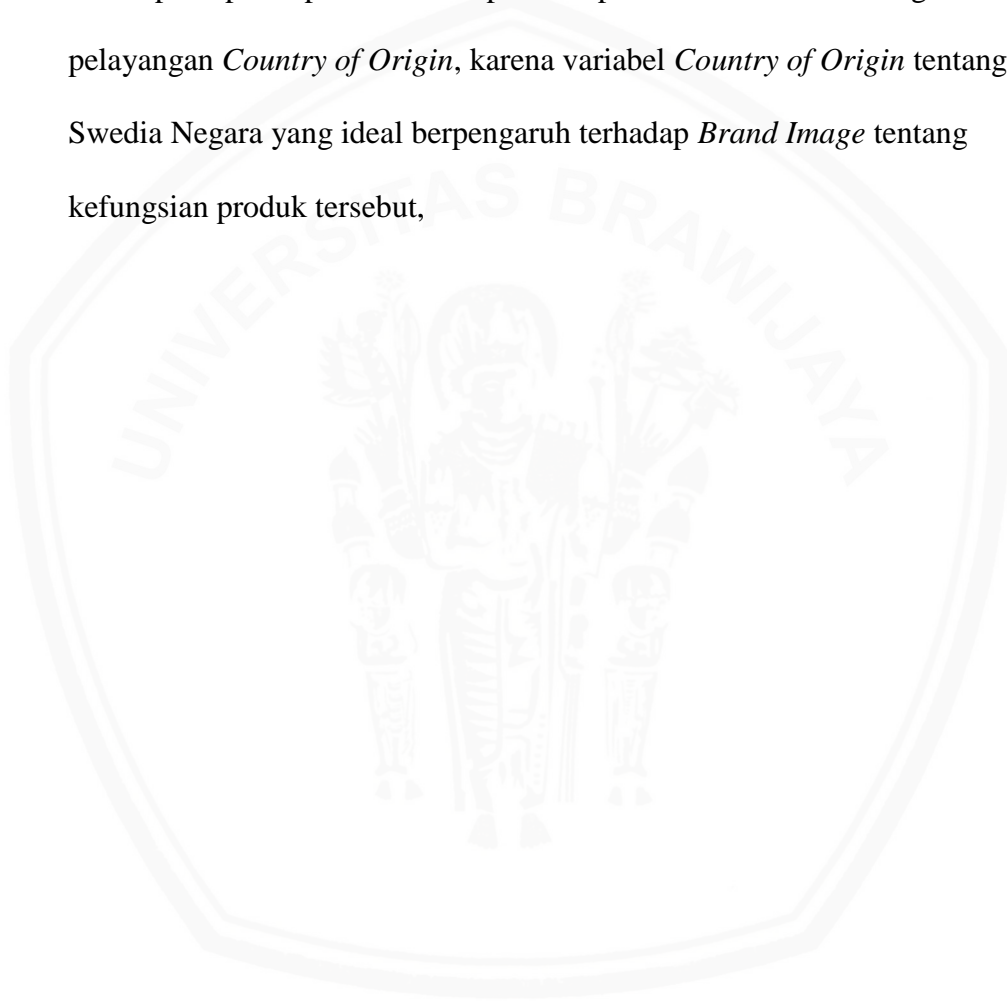 pelayangan Country of Origin, karena variabel Country of Origin tentang
Swedia Negara yang ideal berpengaruh terhadap Brand Image tentang
kefungsian produk tersebut,
UNIVERSITAS BRAWIJAYA